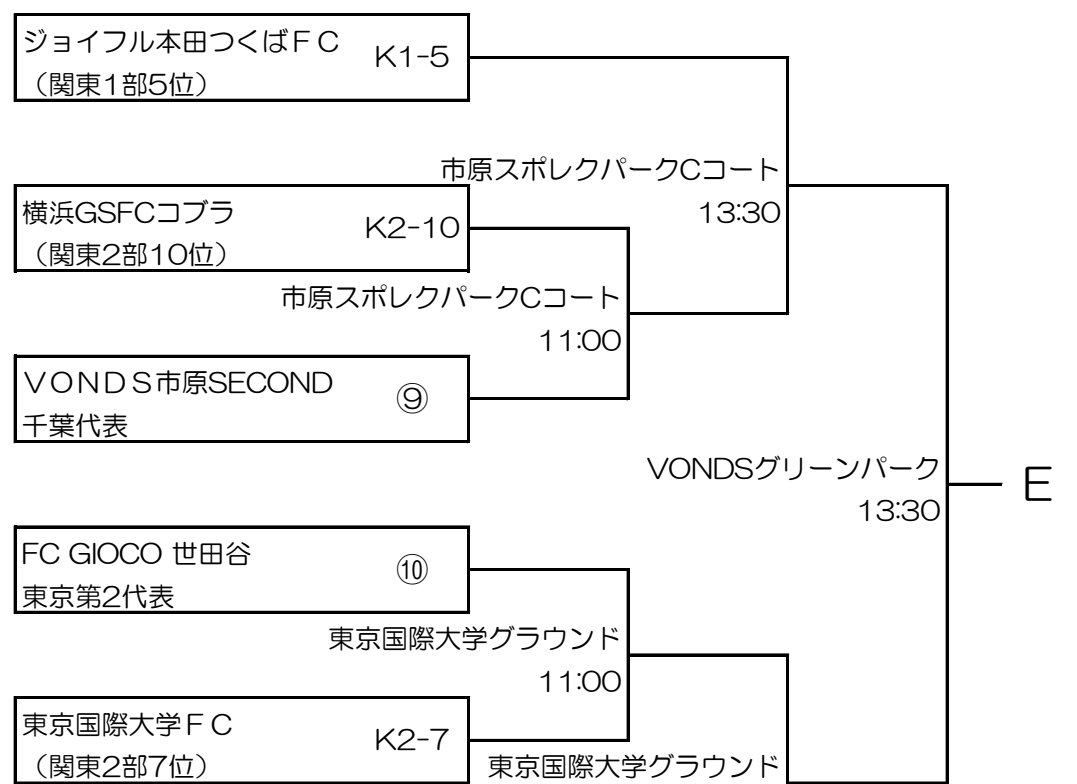 ジョイフル本田つくばＦＣ K1-5
（関東1部5位）
市原スポレクパークCコート
13:30
横浜GSFCコブラ K2-10
（関東2部10位）
市原スポレクパークCコート
11:00
ＶＯＮＤＳ市原SECOND ⑨
千葉代表
VONDSグリーンパーク
13:30
E
FC GIOCO 世田谷 ⑩
東京第2代表
東京国際大学グラウンド
11:00
東京国際大学ＦＣ K2-7
（関東2部7位）
東京国際大学グラウンド